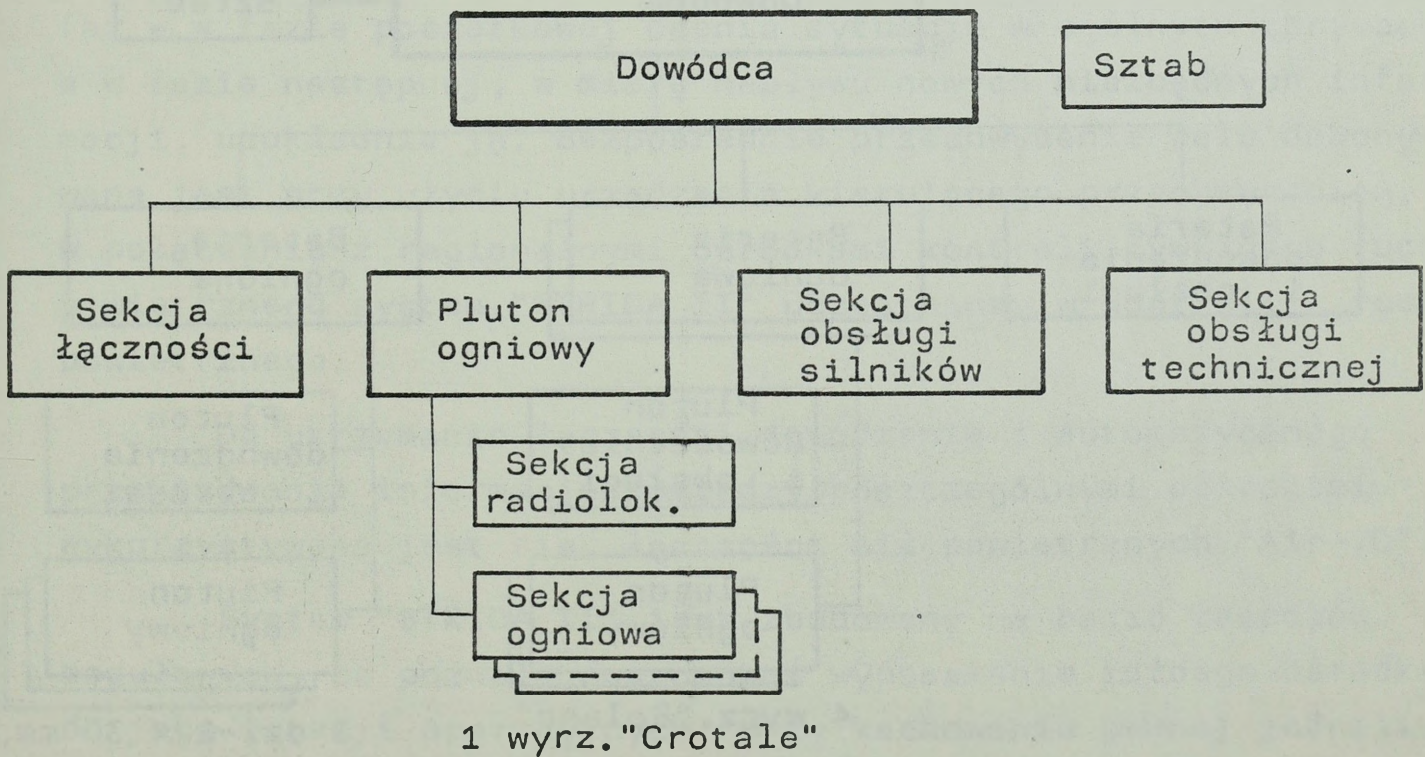 Dowódca
Sztab
Sekcja
łączności
Pluton
ogniowy
Sekcja
obsługi
silników
Sekcja
obsługi
technicznej
Sekcja
radiolok.
Sekcja
ogniowa
1 wyrz."Crotale"